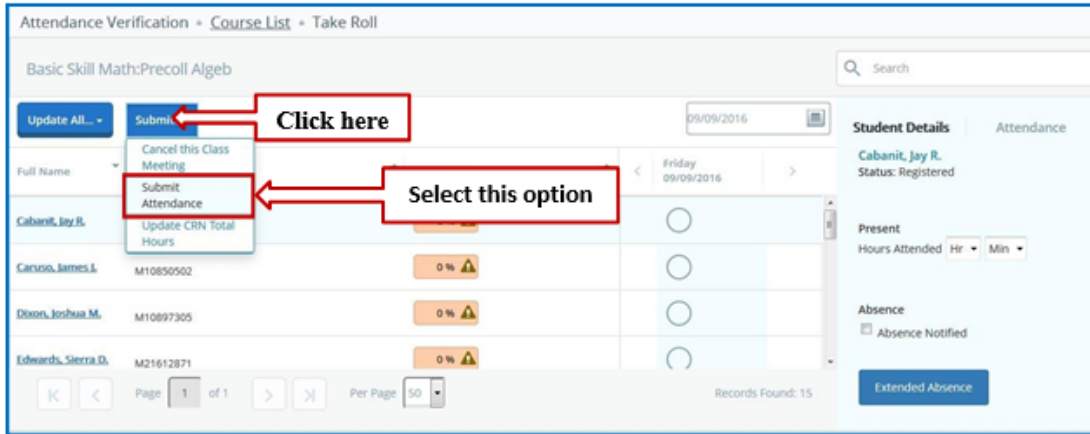 Attendance Verification • Course List • Take Roll
Basic Skill Math:Precoll Algeb
Search
Update All...
Submit
Click here
09/09/2016
Student Details
Attendance
Cancel this Class
Meeting
Full Name
Friday
09/09/2016
Cabanit, Jay R.
Status: Registered
Submit
Attendance
Select this option
Update CRN Total
Hours
Cabanit, Jay R.
Present
Hours Attended Hr Min
Caruso, James J.
M10850502
0 %
Dixon, Joshua M.
M10897305
0 %
Absence
Absence Notified
Edwards, Sierra D.
M21612871
0 %
Page 1 of 1
Per Page 50
Records Found: 15
Extended Absence